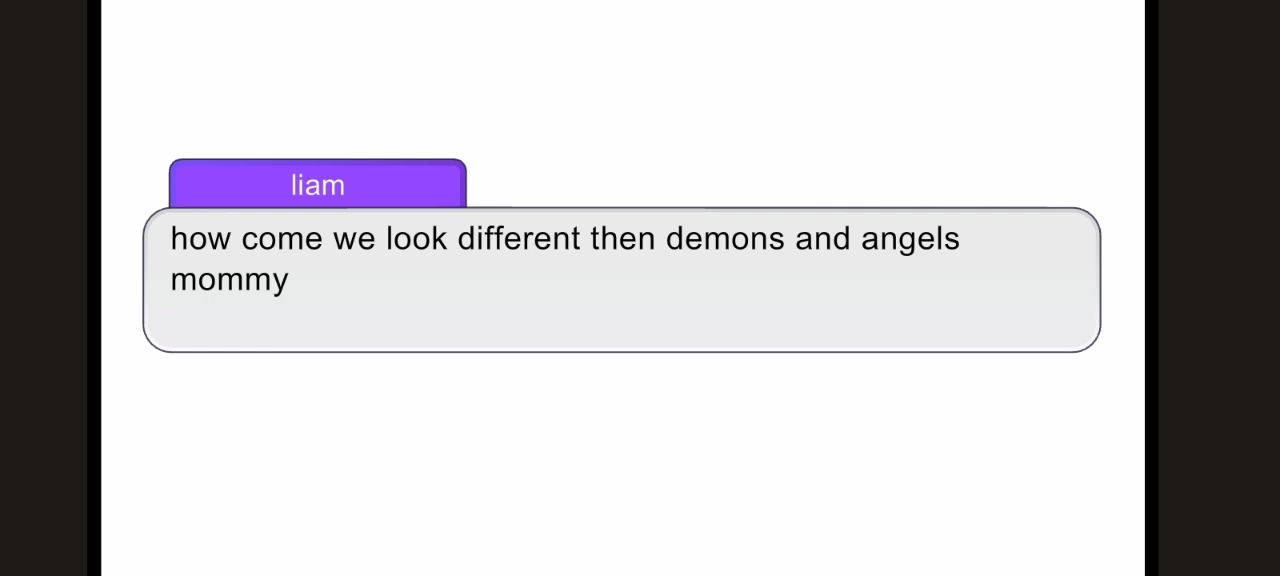 liam
how come we look different then demons and angels
mommy